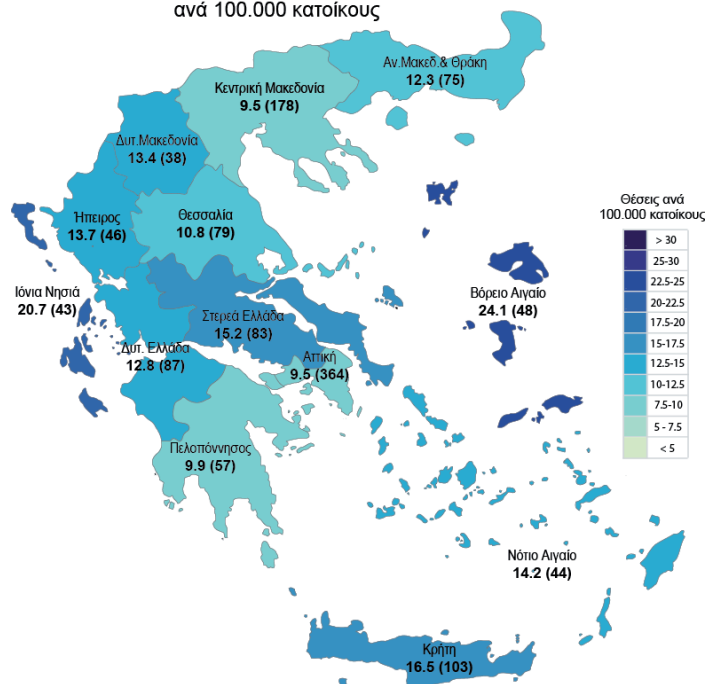 ανά 100.000 κατοίκους
Αν.Μακεδ.& Θράκη
12.3 (75)
Κεντρική Μακεδονία
9.5 (178)
Δυτ.Μακεδονία
13.4 (38)
Ήπειρος
13.7 (46)
Θεσσαλία
10.8 (79)
Ιόνια Νησιά
20.7 (43)
Στερεά Ελλάδα
15.2 (83)
Βόρειο Αιγαίο
24.1 (48)
Δυτ. Ελλάδα
12.8 (87)
Αττική
9.5 (364)
Πελοπόννησος
9.9 (57)
Νότιο Αιγαίο
14.2 (44)
Κρήτη
16.5 (103)
Θέσεις ανά
100.000 κατοίκους
> 30
25-30
22.5-25
20-22.5
17.5-20
15-17.5
12.5-15
10-12.5
7.5-10
5 - 7.5
< 5